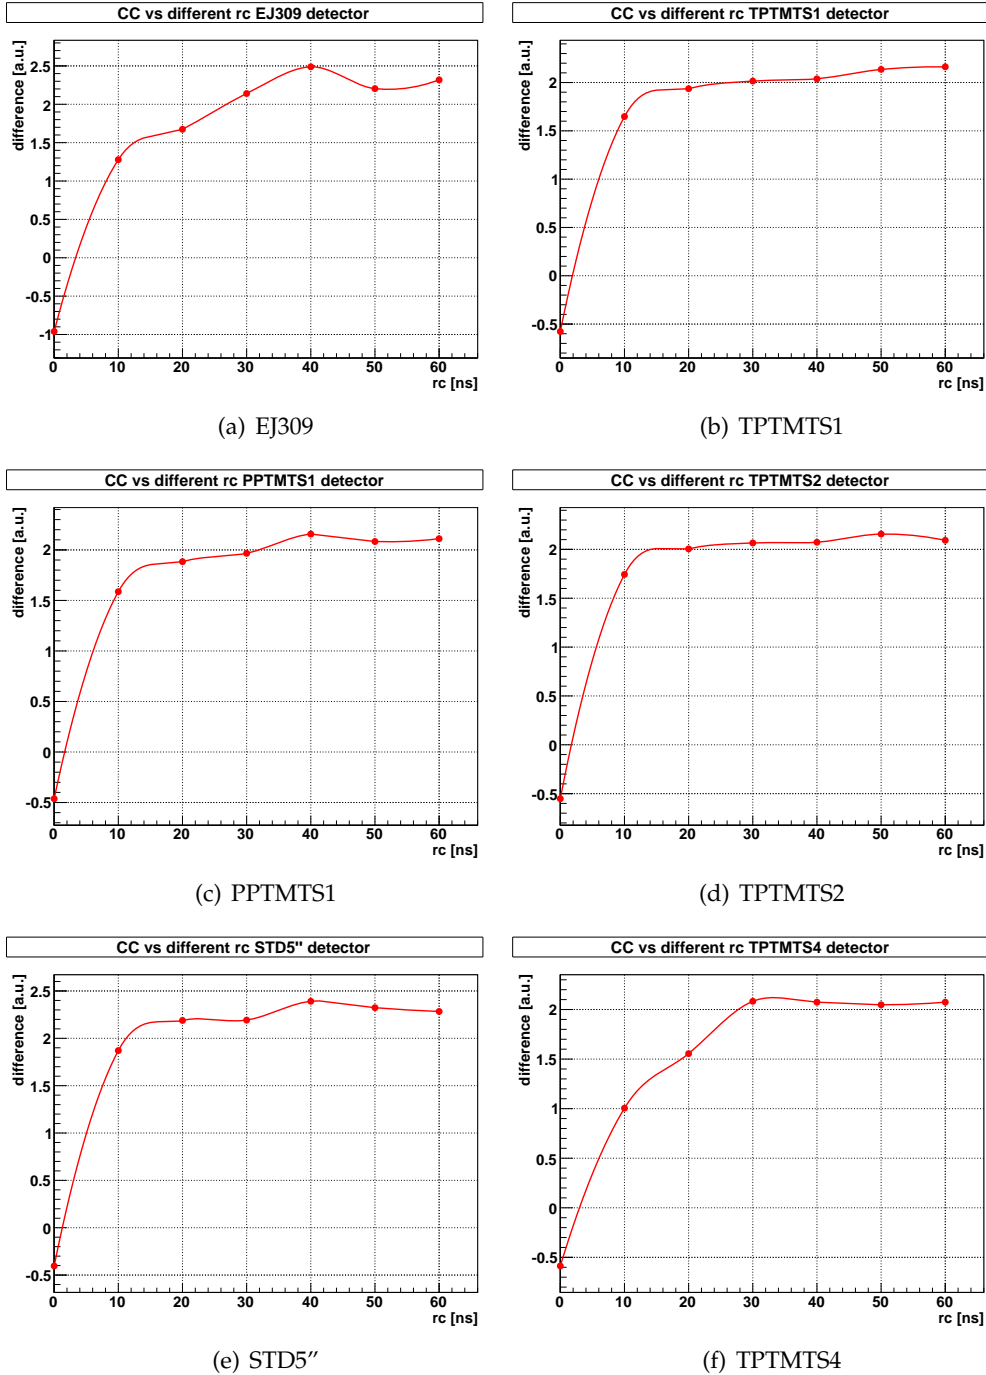 CC vs different rc EJ309 detector
difference [a.u.]
2.5
2
1.5
1
0.5
0
-0.5
-1
0 10 20 30 40 50 60
rc [ns]
(a) EJ309
CC vs different rc TPTMTS1 detector
difference [a.u.]
2
1.5
1
0.5
0
-0.5
0 10 20 30 40 50 60
rc [ns]
(b) TPTMTS1
CC vs different rc PPTMTS1 detector
difference [a.u.]
2
1.5
1
0.5
0
-0.5
0 10 20 30 40 50 60
rc [ns]
(c) PPTMTS1
CC vs different rc TPTMTS2 detector
difference [a.u.]
2
1.5
1
0.5
0
-0.5
0 10 20 30 40 50 60
rc [ns]
(d) TPTMTS2
CC vs different rc STD5" detector
difference [a.u.]
2.5
2
1.5
1
0.5
0
-0.5
0 10 20 30 40 50 60
rc [ns]
(e) STD5″
CC vs different rc TPTMTS4 detector
difference [a.u.]
2
1.5
1
0.5
0
-0.5
0 10 20 30 40 50 60
rc [ns]
(f) TPTMTS4